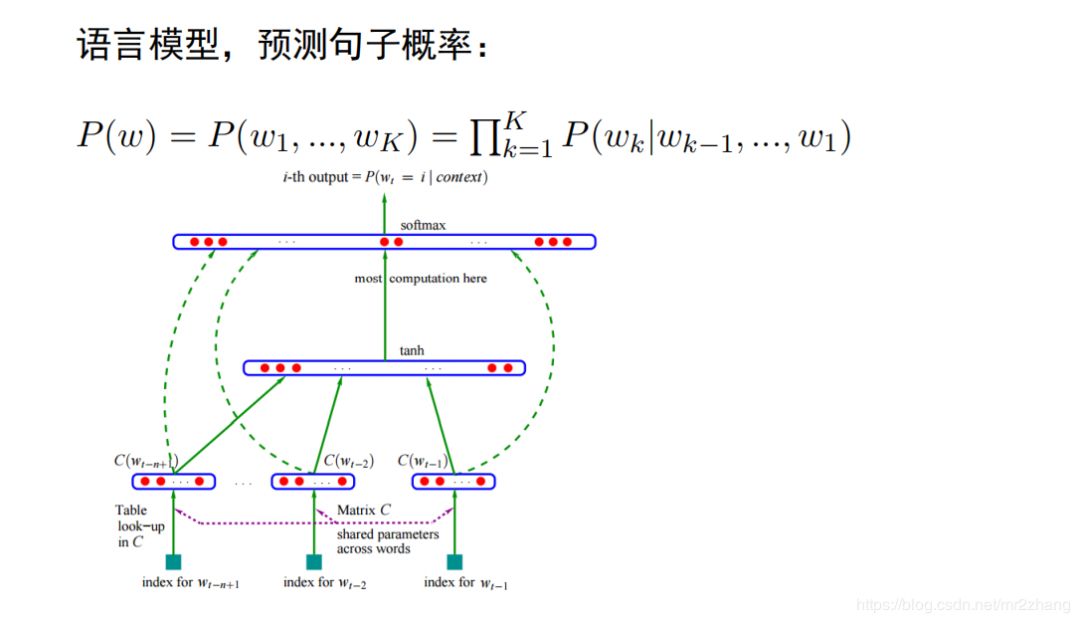 语言模型，预测句子概率：
P(w) = P(w₁, ..., w_K) = ∏_{k=1}^{K} P(w_k|w_{k−1}, ..., w₁)
i-th output = P(w_t = i | context)
softmax
... ...
most computation here
tanh
... ...
C(w_{t−n+1}) C(w_{t−2}) C(w_{t−1})
... ... ... ...
Table Matrix C
look−up shared parameters
in C across words
index for w_{t−n+1} index for w_{t−2} index for w_{t−1}
https://blog.csdn.net/mr2zhang